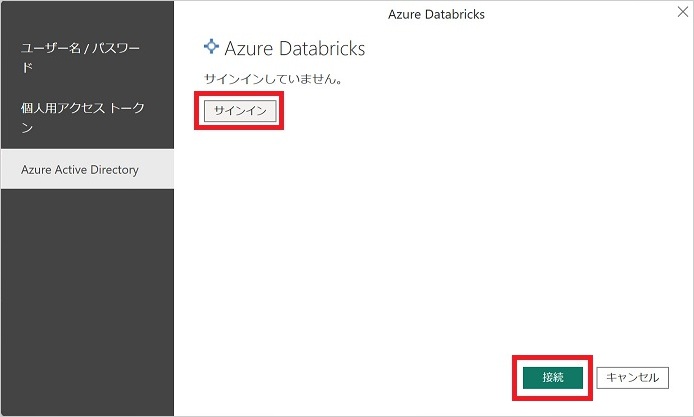 Azure Databricks
ユーザー名 / パスワー
ド
個人用アクセス トーク
ン
Azure Active Directory
Azure Databricks
サインインしていません。
サインイン
接続
キャンセル